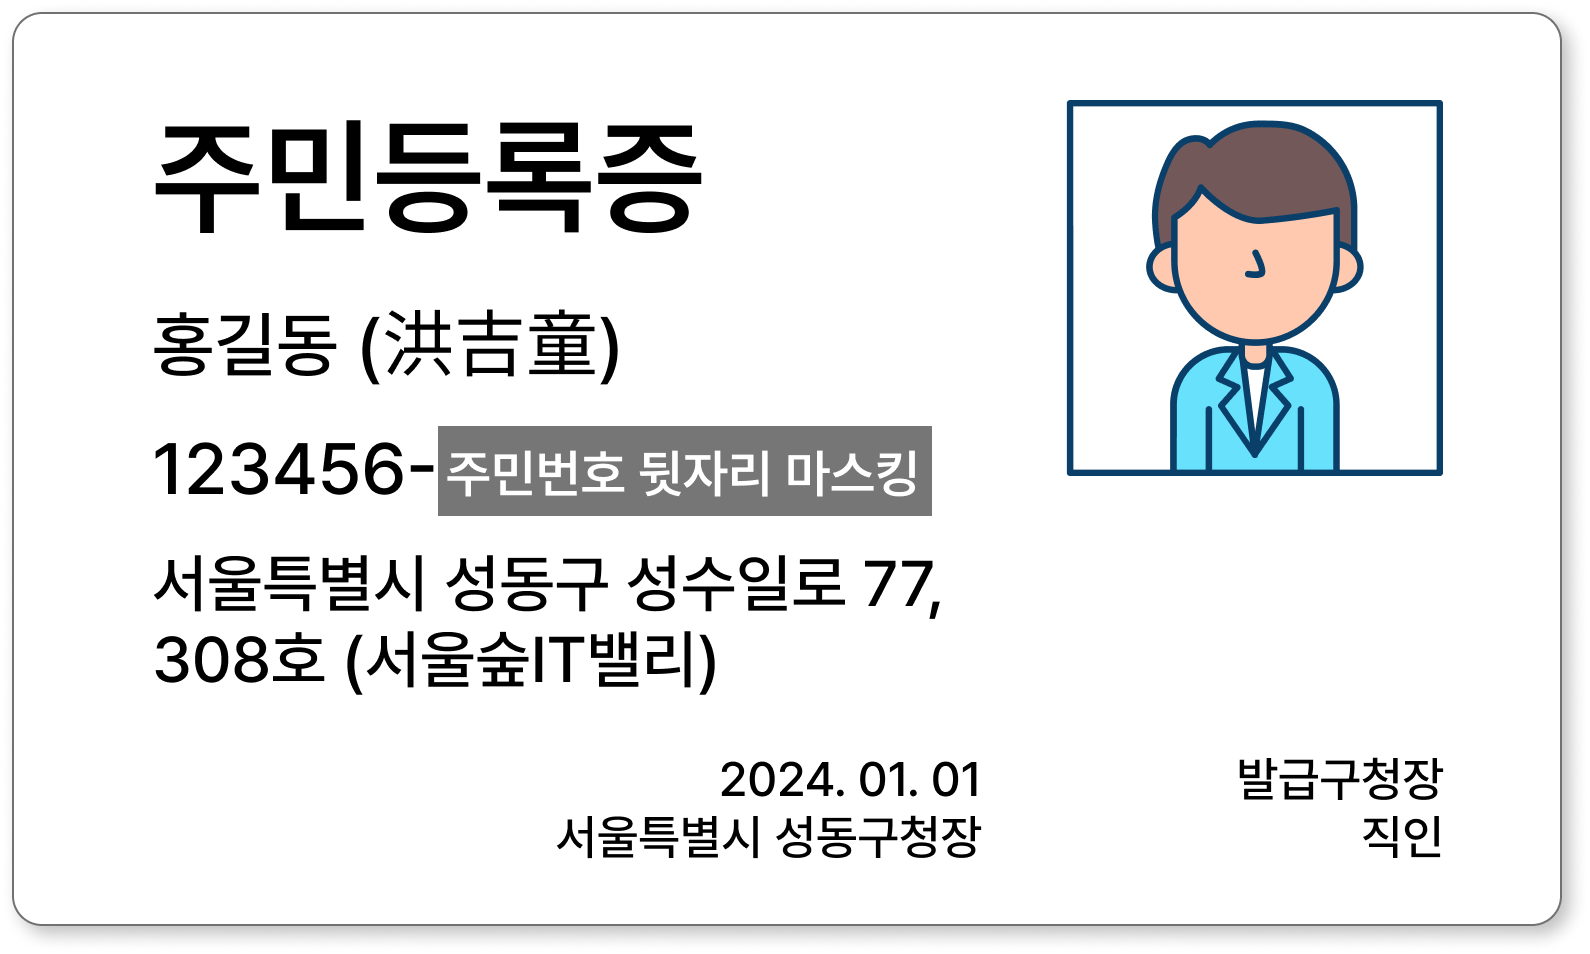 주민등록증
홍길동 (洪吉童)
123456-주민번호 뒷자리 마스킹
서울특별시 성동구 성수일로 77,
308호 (서울숲IT밸리)
2024. 01. 01
서울특별시 성동구청장
발급구청장
직인